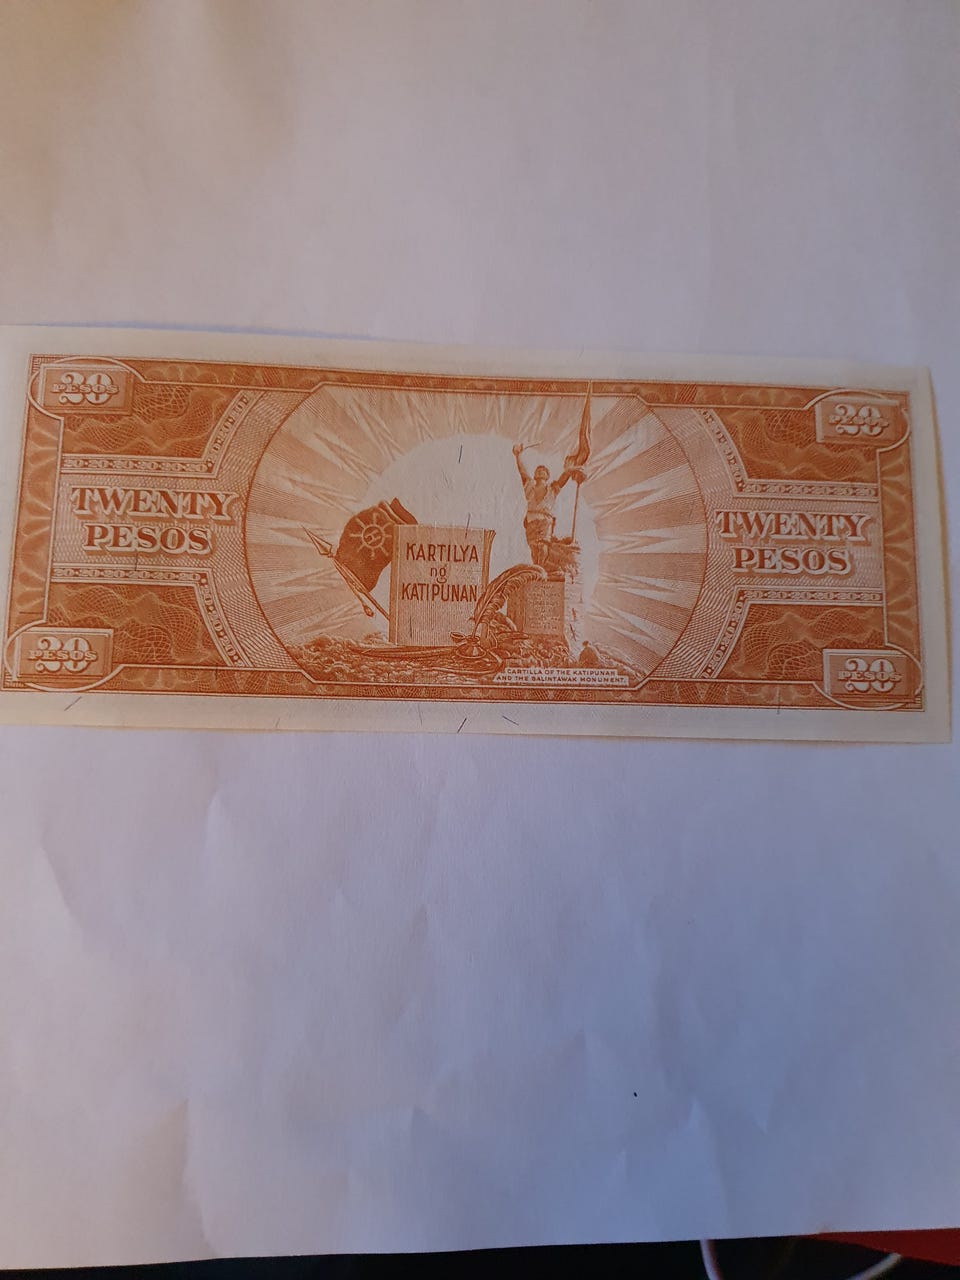 20
PESOS
20
PESOS
TWENTY
PESOS
TWENTY
PESOS
KARTILYA
ng
KATIPUNAN
20
PESOS
20
PESOS
CARTILLA OF THE KATIPUNAN
AND THE BALINTAWAK MONUMENT.